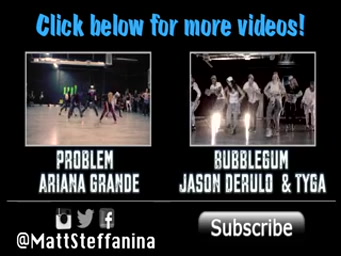 Click below for more videos!
PROBLEM
ARIANA GRANDE
BUBBLEGUM
JASON DERULO & TYGA
@MattSteffanina
Subscribe